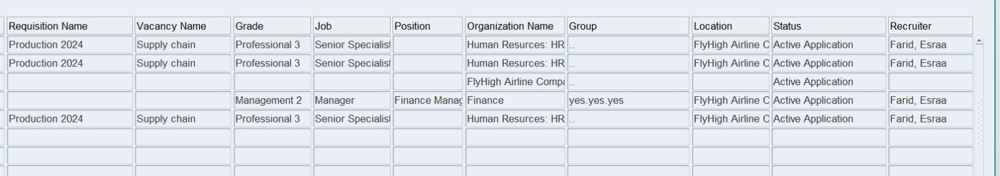 Requisition Name Vacancy Name Grade Job Position Organization Name Group Location Status Recruiter
Production 2024 Supply chain Professional 3 Senior Specialist Human Resurces: HR .. FlyHigh Airline C Active Application Farid, Esraa
Production 2024 Supply chain Professional 3 Senior Specialist Human Resurces: HR .. FlyHigh Airline C Active Application Farid, Esraa
FlyHigh Airline Compa .. Active Application
Management 2 Manager Finance Manag Finance yes.yes.yes FlyHigh Airline C Active Application Farid, Esraa
Production 2024 Supply chain Professional 3 Senior Specialist Human Resurces: HR .. FlyHigh Airline C Active Application Farid, Esraa